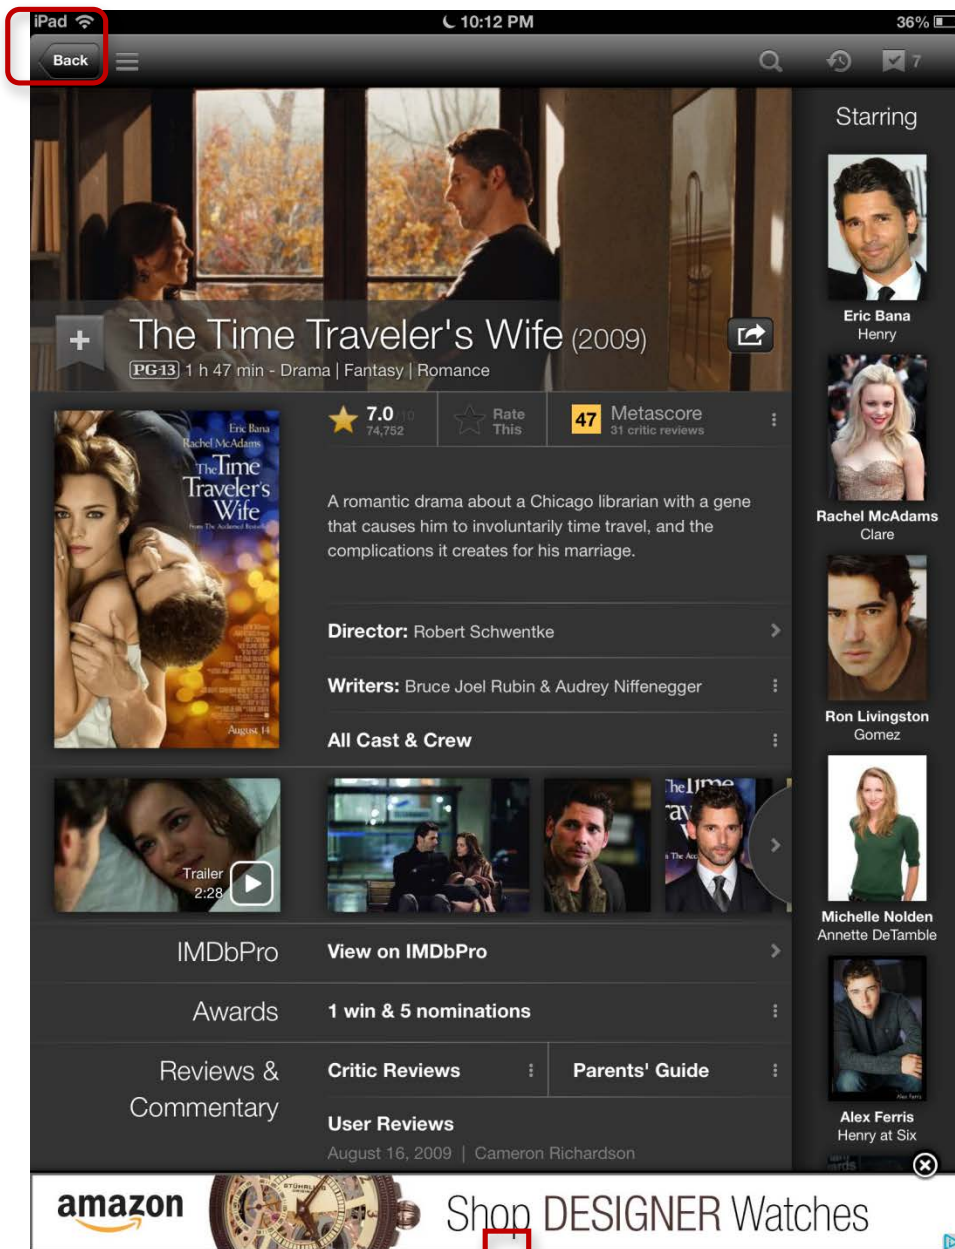 iPad
10:12 PM
36%
Back
7
Starring
Eric Bana
Henry
The Time Traveler's Wife (2009)
PG-13 1 h 47 min - Drama | Fantasy | Romance
7.0/10
74,752
Rate
This
47
Metascore
31 critic reviews
Eric Bana
Rachel McAdams
The Time
Traveler's
Wife
August 14
A romantic drama about a Chicago librarian with a gene
that causes him to involuntarily time travel, and the
complications it creates for his marriage.
Rachel McAdams
Clare
Director: Robert Schwentke
Writers: Bruce Joel Rubin & Audrey Niffenegger
All Cast & Crew
Ron Livingston
Gomez
Trailer
2:28
Michelle Nolden
Annette DeTamble
IMDbPro
View on IMDbPro
Awards
1 win & 5 nominations
Reviews &
Commentary
Critic Reviews
Parents' Guide
User Reviews
August 16, 2009 | Cameron Richardson
Alex Ferris
Alex Ferris
Henry at Six
amazon
Shop DESIGNER Watches